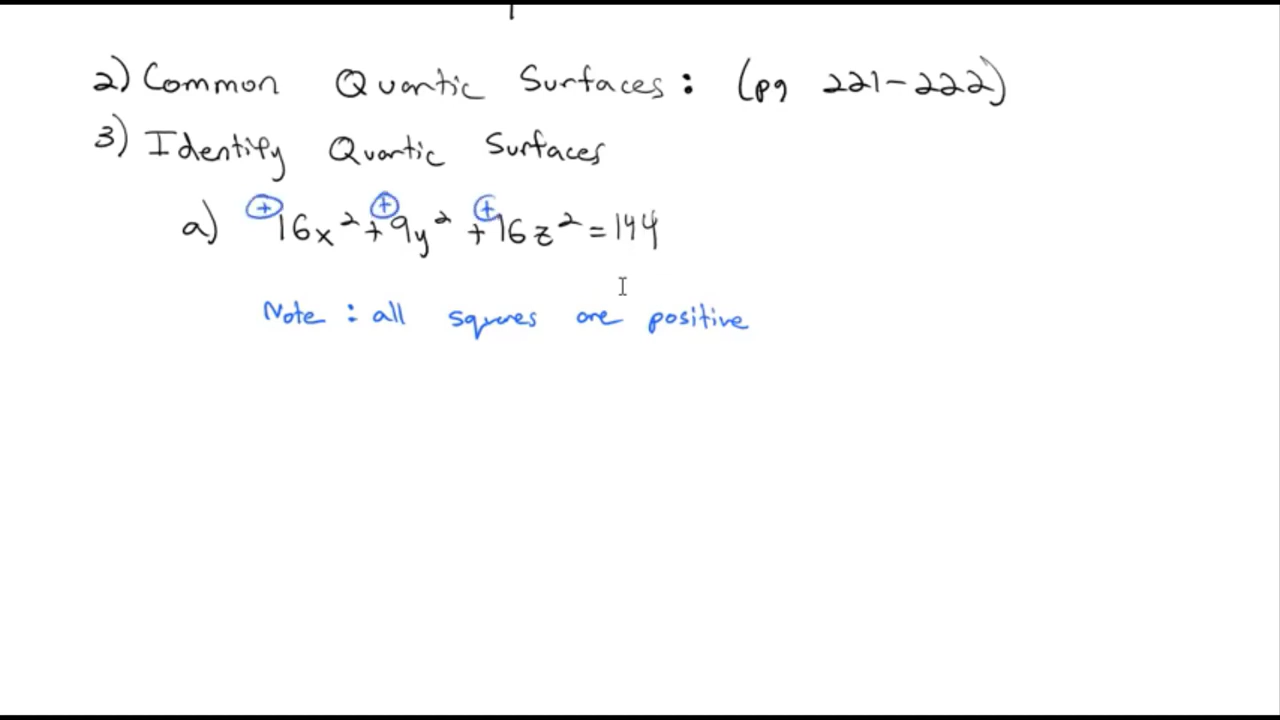 2) Common Quartic Surfaces: (pg 221-222)
3) Identify Quartic Surfaces
a) + 16x² + + 9y² + + 16z² = 144
Note: all squares are positive